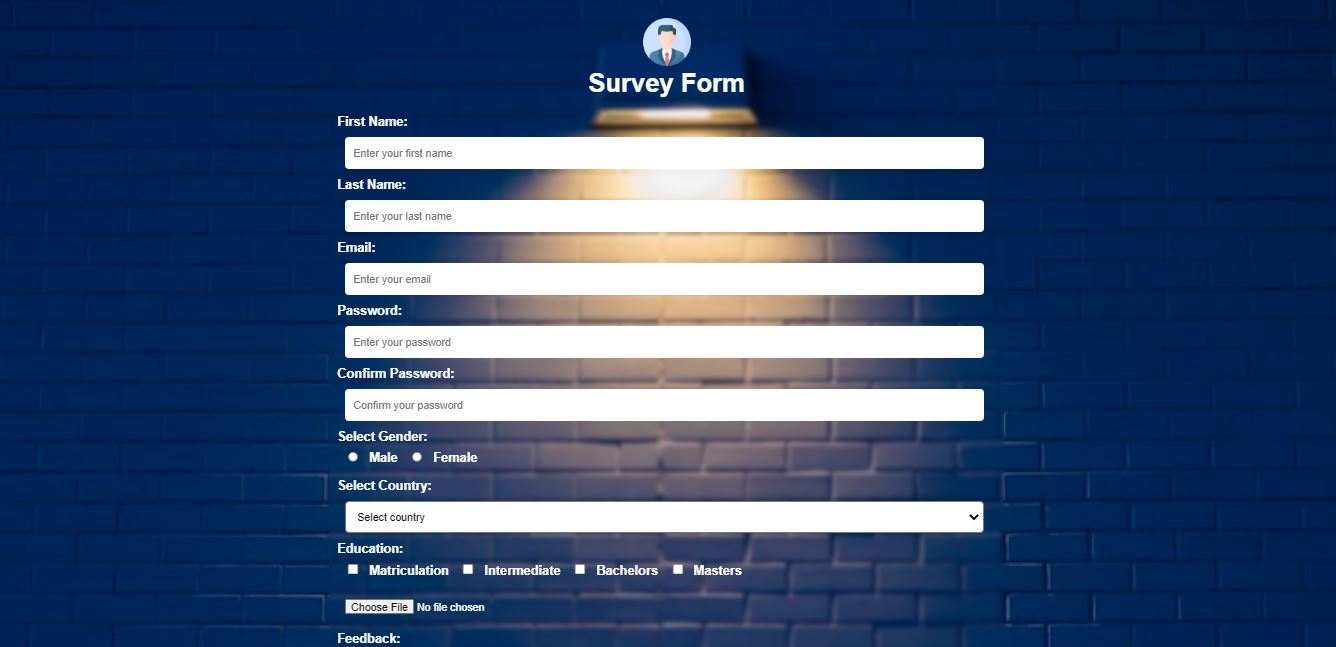 Survey Form
First Name:
Enter your first name
Last Name:
Enter your last name
Email:
Enter your email
Password:
Enter your password
Confirm Password:
Confirm your password
Select Gender:
Male Female
Select Country:
Select country
Education:
Matriculation Intermediate Bachelors Masters
Choose File No file chosen
Feedback: